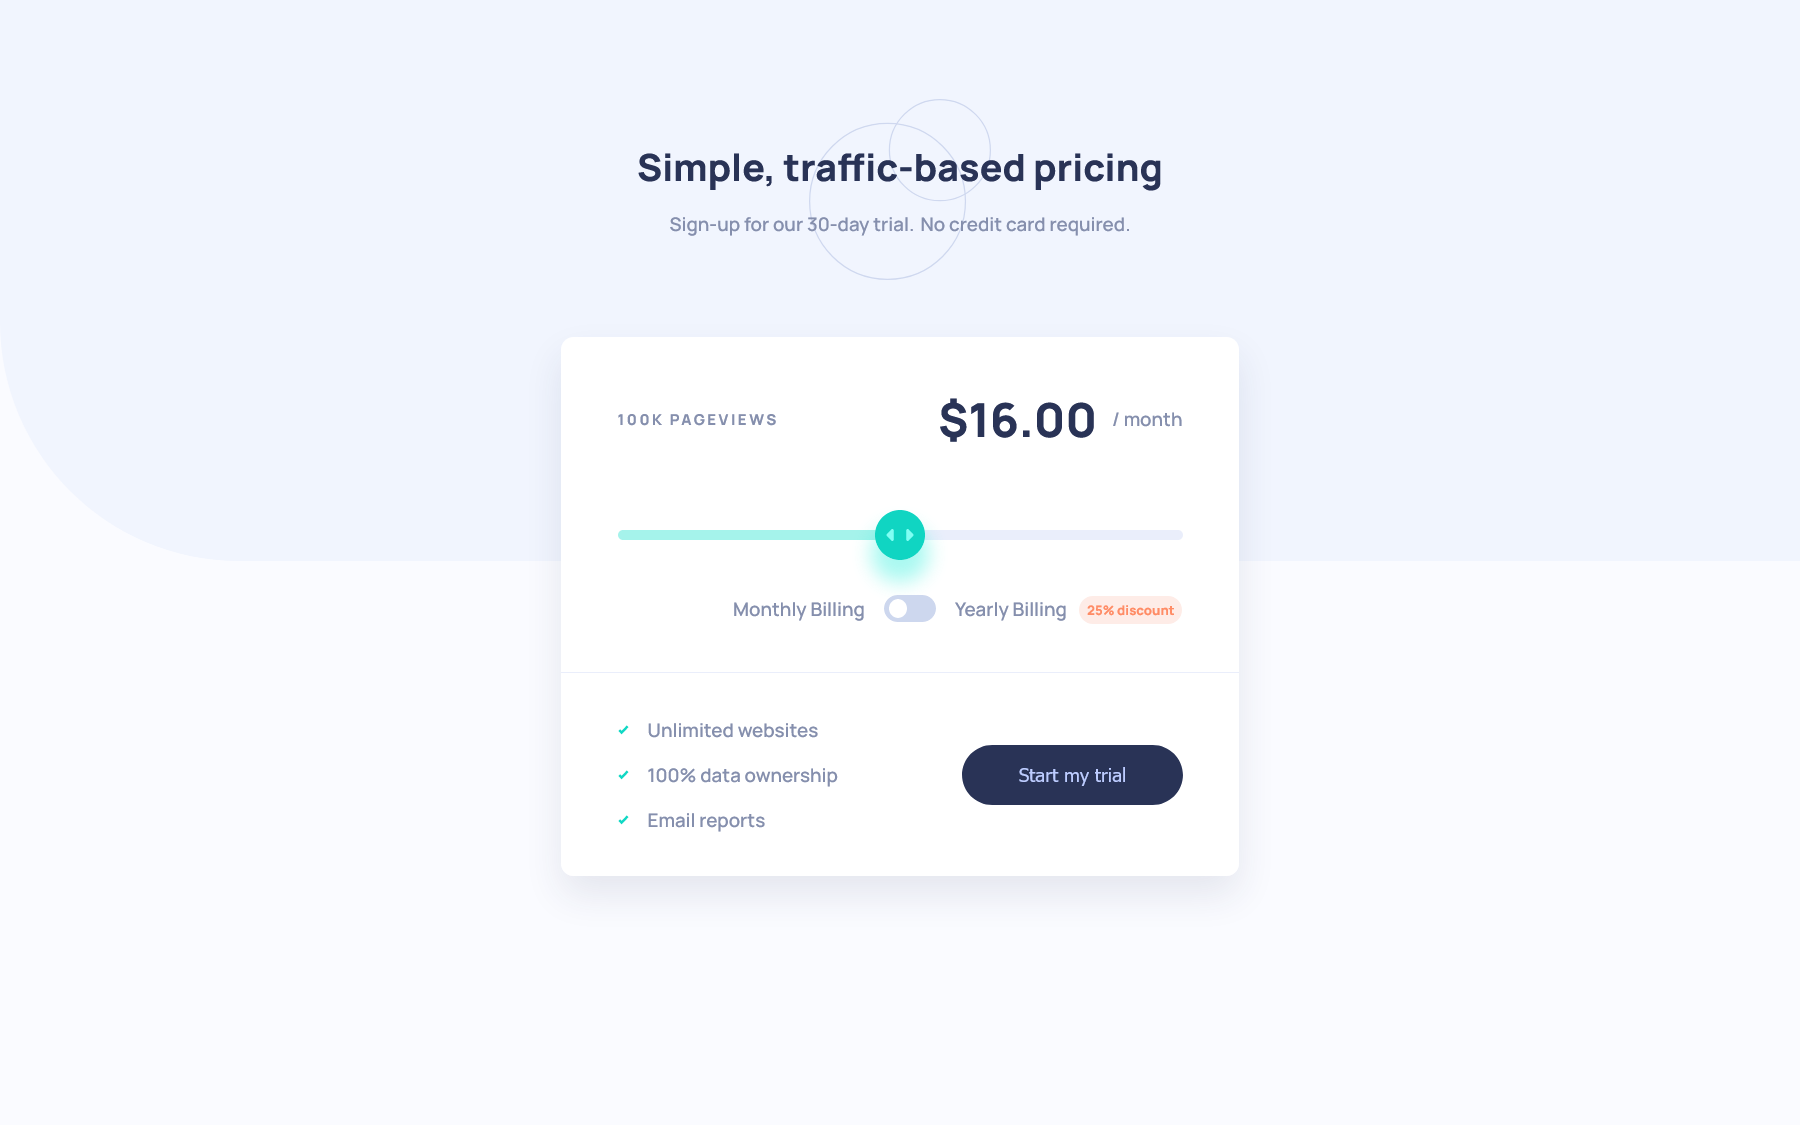 Simple, traffic-based pricing
Sign-up for our 30-day trial. No credit card required.
100K PAGEVIEWS
$16.00 / month
Monthly Billing
Yearly Billing
25% discount
Unlimited websites
100% data ownership
Email reports
Start my trial